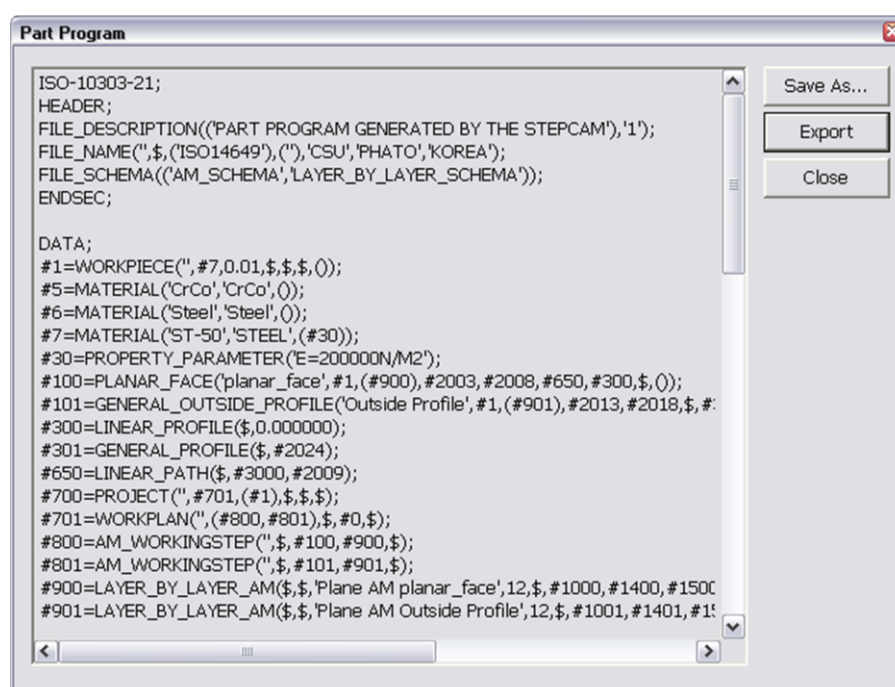 Part Program
ISO-10303-21;
HEADER;
FILE_DESCRIPTION(('PART PROGRAM GENERATED BY THE STEPCAM'),'1');
FILE_NAME('',$,('ISO14649'),(''),'CSU','PHATO','KOREA');
FILE_SCHEMA(('AM_SCHEMA','LAYER_BY_LAYER_SCHEMA'));
ENDSEC;
DATA;
#1=WORKPIECE('',#7,0.01,$,$,$,());
#5=MATERIAL('CrCo','CrCo',());
#6=MATERIAL('Steel','Steel',());
#7=MATERIAL('ST-50','STEEL',(#30));
#30=PROPERTY_PARAMETER('E=200000N/M2');
#100=PLANAR_FACE('planar_face',#1,(#900),#2003,#2008,#650,#300,$,());
#101=GENERAL_OUTSIDE_PROFILE('Outside Profile',#1,(#901),#2013,#2018,$,#
#300=LINEAR_PROFILE($,0.000000);
#301=GENERAL_PROFILE($,#2024);
#650=LINEAR_PATH($,#3000,#2009);
#700=PROJECT('',#701,(#1),$,$,$);
#701=WORKPLAN('',(#800,#801),$,#0,$);
#800=AM_WORKINGSTEP('',$,#100,#900,$);
#801=AM_WORKINGSTEP('',$,#101,#901,$);
#900=LAYER_BY_LAYER_AM($,$,'Plane AM planar_face',12,$,#1000,#1400,#1500
#901=LAYER_BY_LAYER_AM($,$,'Plane AM Outside Profile',12,$,#1001,#1401,#1
Save As...
Export
Close